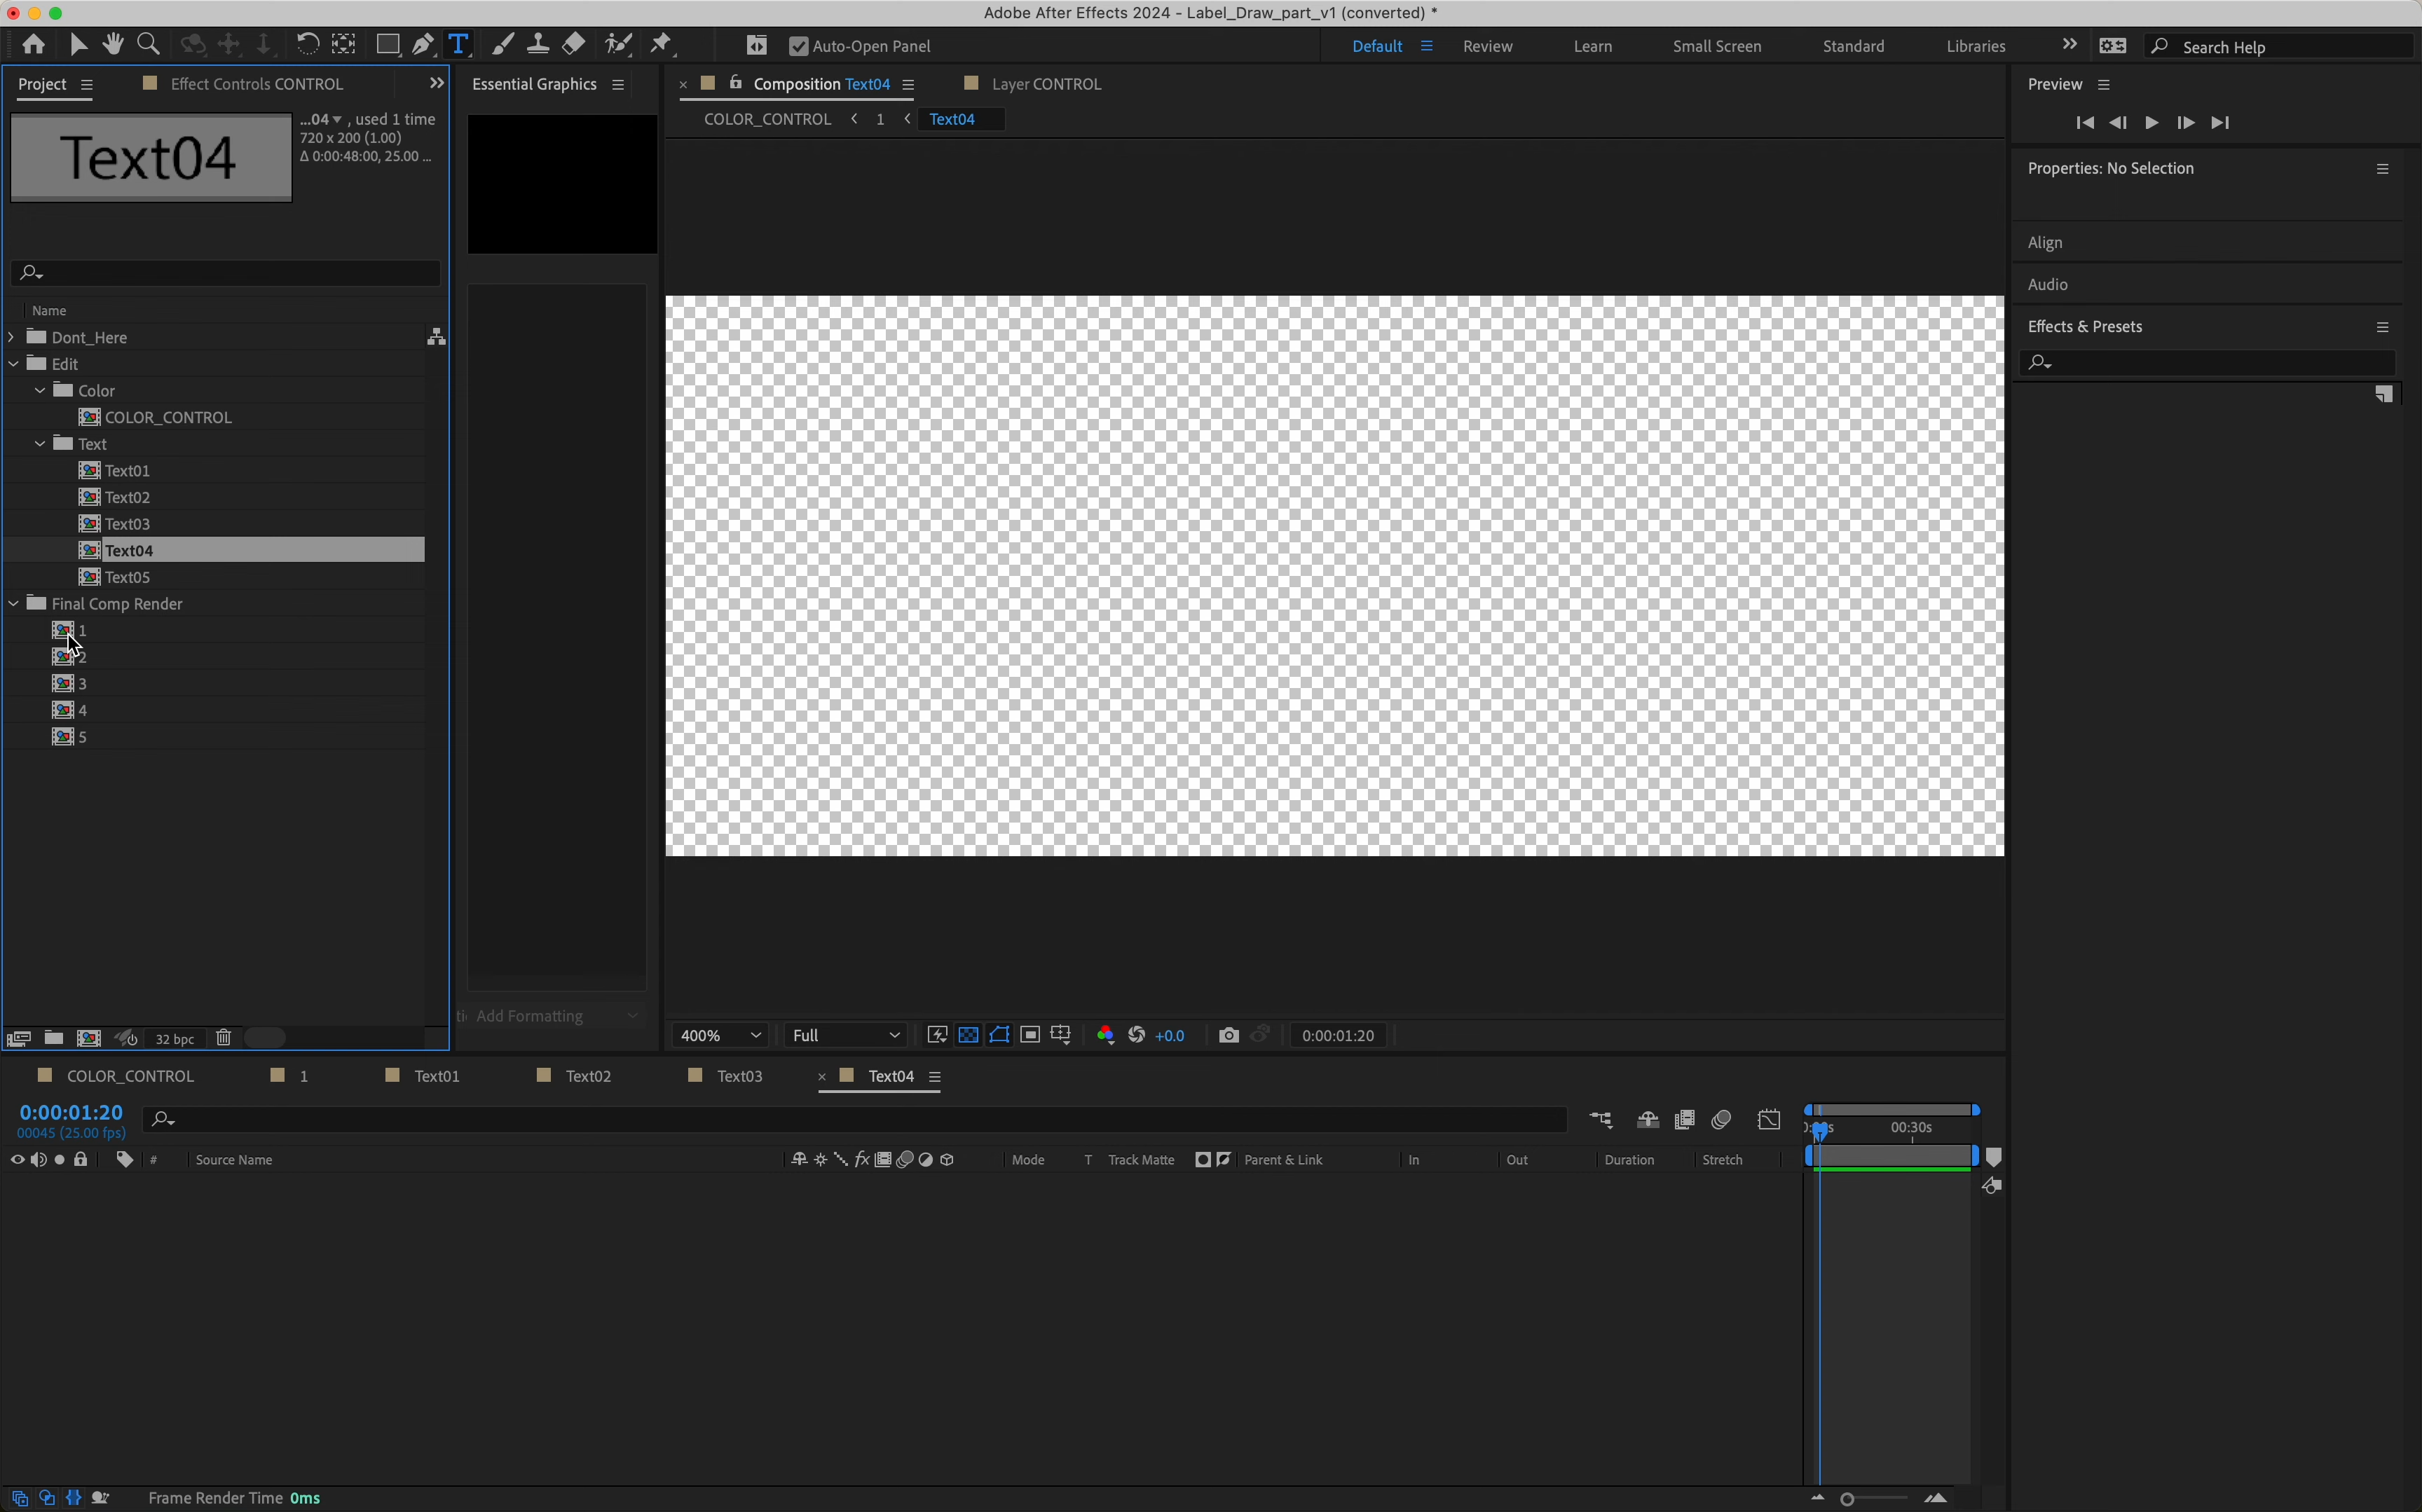 Adobe After Effects 2024 - Label_Draw_part_v1 (converted) *
Auto-Open Panel
Default
Review
Learn
Small Screen
Standard
Libraries
Search Help
Project
Effect Controls CONTROL
Essential Graphics
Composition Text04
Layer CONTROL
Preview
Text04
...04 , used 1 time
720 x 200 (1.00)
Δ 0:00:48:00, 25.00 ...
COLOR_CONTROL
1
Text04
Properties: No Selection
Align
Audio
Effects & Presets
Name
Dont_Here
Edit
Color
COLOR_CONTROL
Text
Text01
Text02
Text03
Text04
Text05
Final Comp Render
1
2
3
4
5
Add Formatting
32 bpc
400%
Full
+0.0
0:00:01:20
COLOR_CONTROL
1
Text01
Text02
Text03
Text04
0:00:01:20
00045 (25.00 fps)
00:30s
#
Source Name
Mode
T
Track Matte
Parent & Link
In
Out
Duration
Stretch
Frame Render Time 0ms